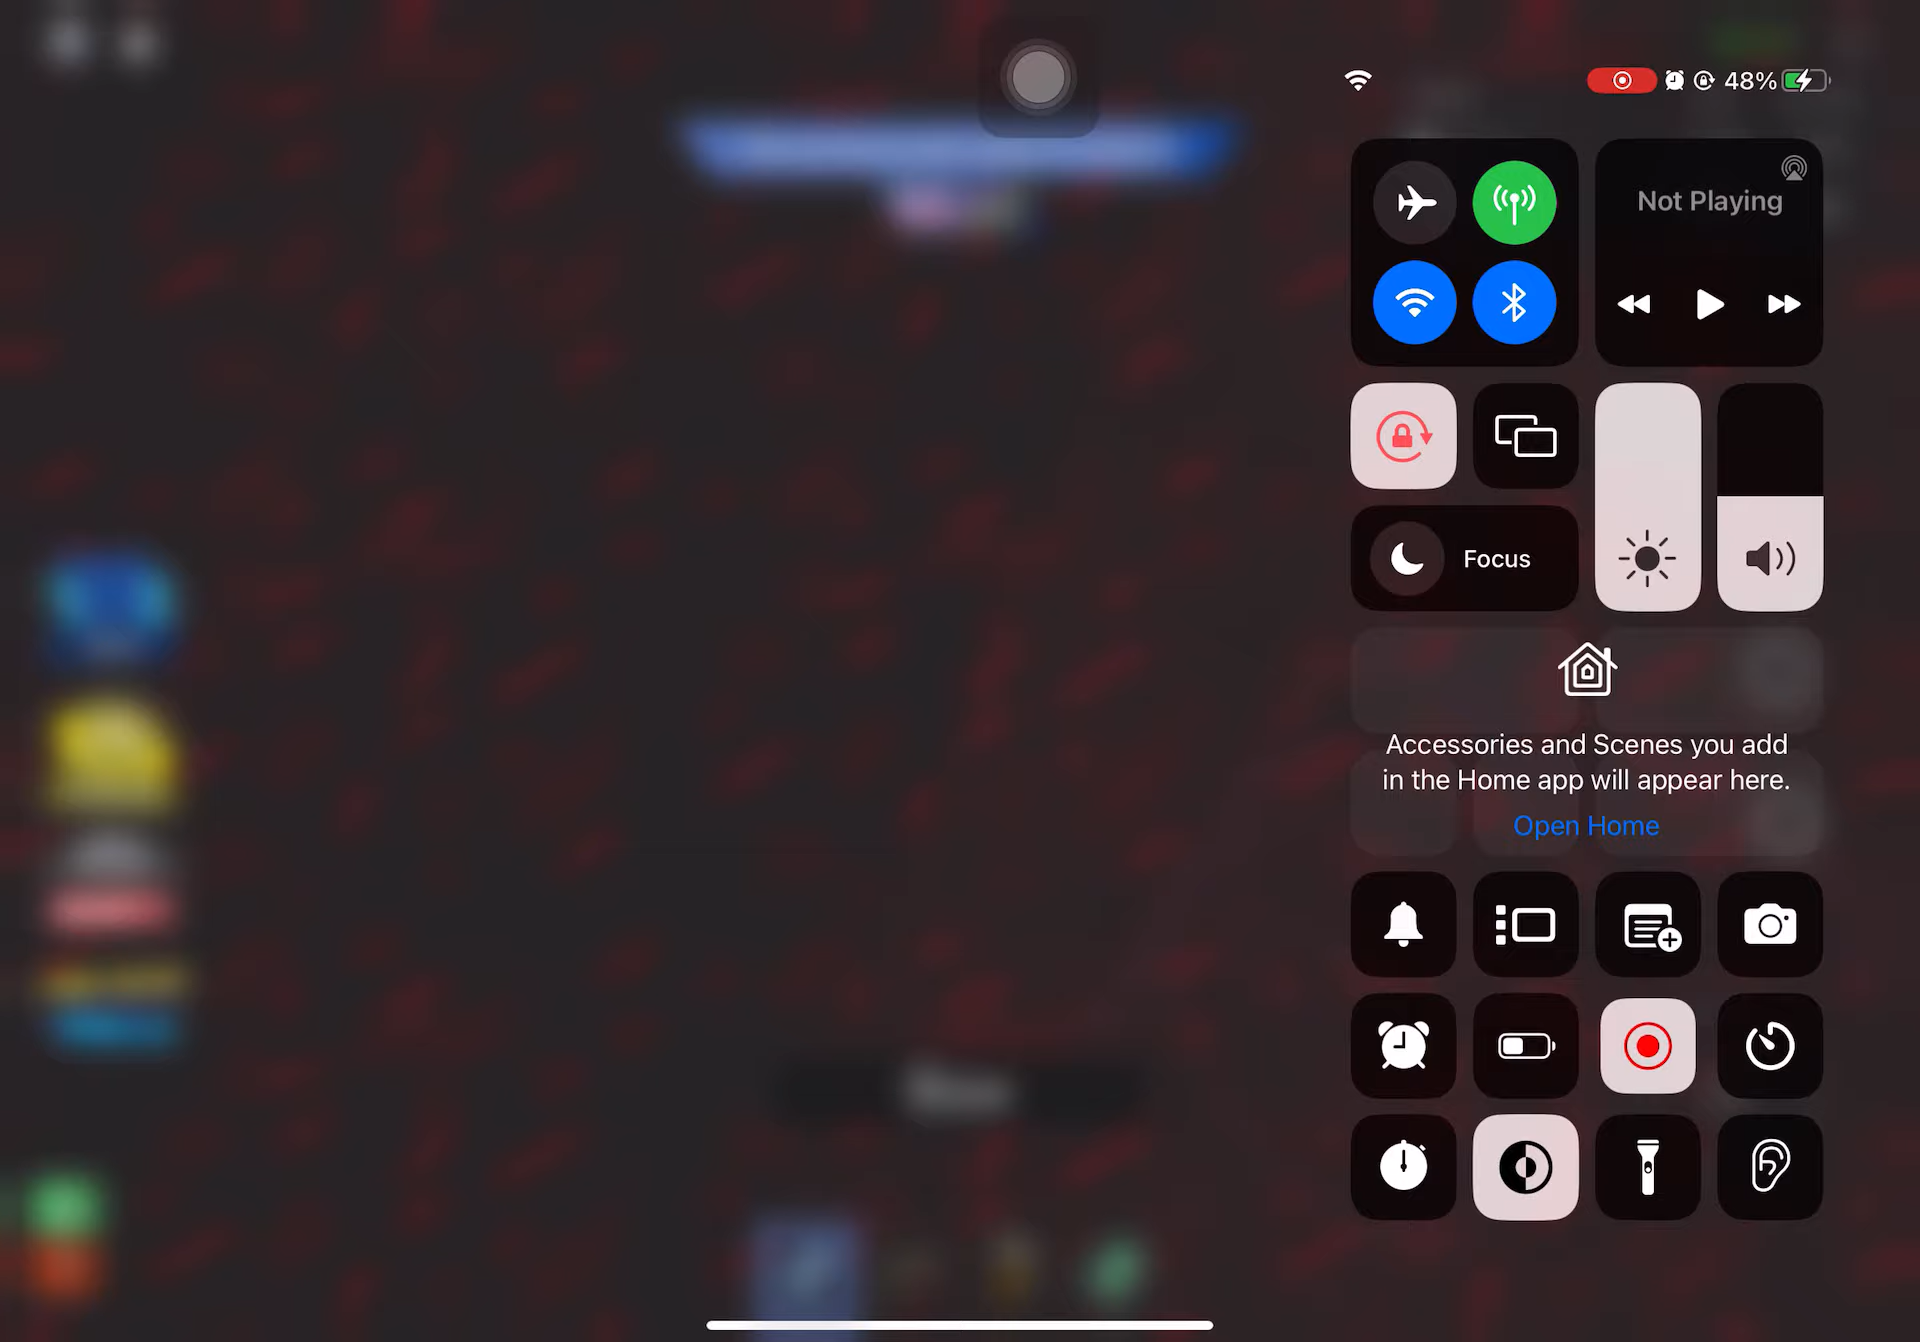 48%
Not Playing
Focus
Accessories and Scenes you add
in the Home app will appear here.
Open Home